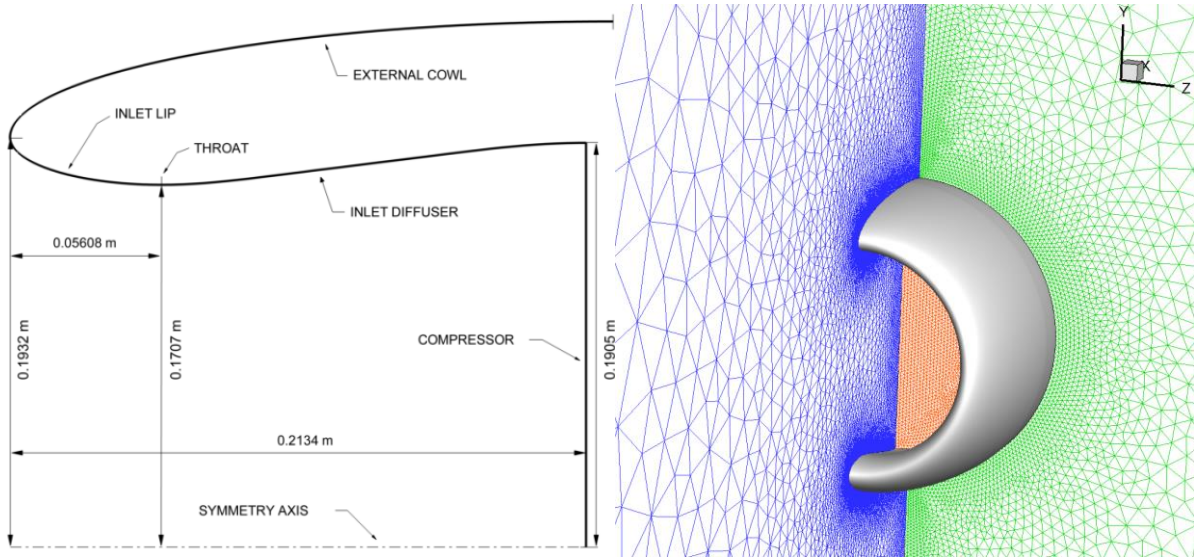 EXTERNAL COWL
INLET LIP
THROAT
INLET DIFFUSER
0.05608 m
0.1932 m
0.1707 m
COMPRESSOR
0.1905 m
0.2134 m
SYMMETRY AXIS
Y
X
Z